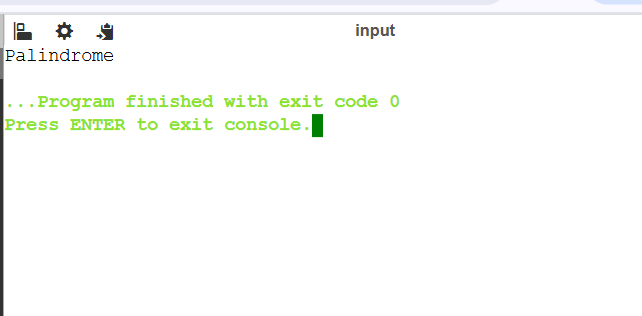 input
Palindrome
...Program finished with exit code 0
Press ENTER to exit console.